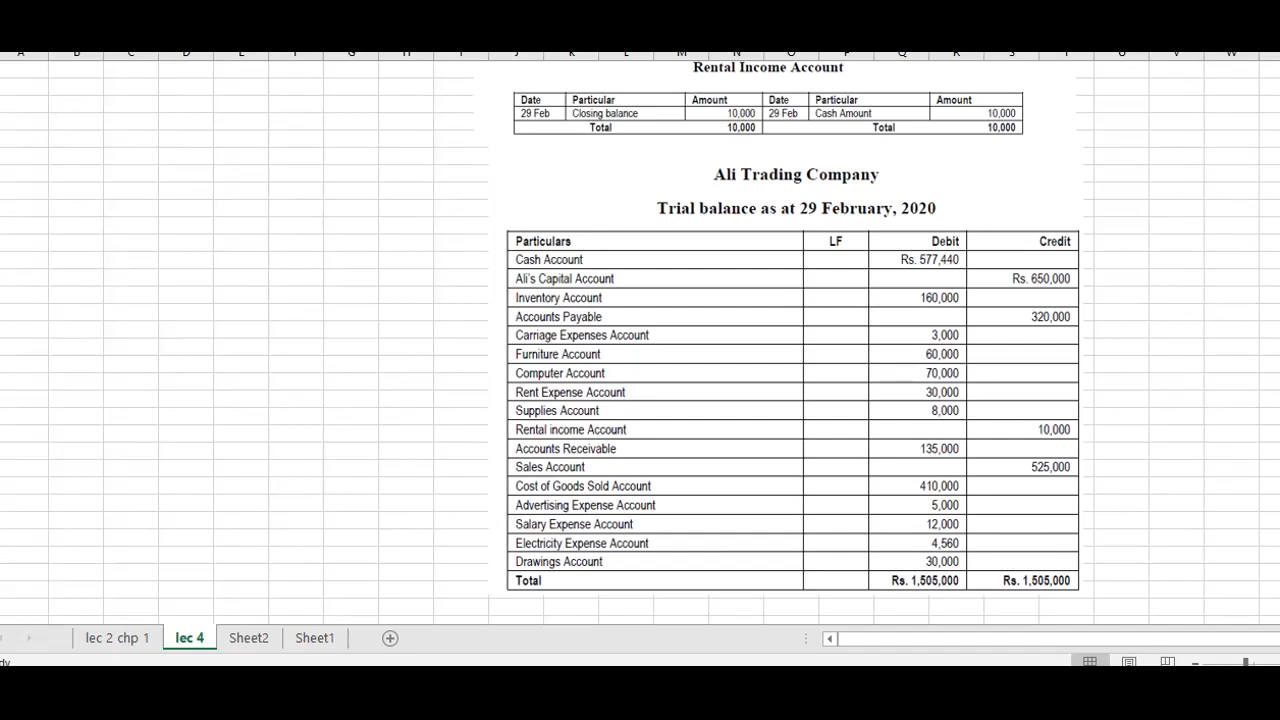 Rental Income Account
Date Particular Amount Date Particular Amount
29 Feb Closing balance 10,000 29 Feb Cash Amount 10,000
Total 10,000 Total 10,000
Ali Trading Company
Trial balance as at 29 February, 2020
Particulars LF Debit Credit
Cash Account Rs. 577,440
Ali's Capital Account Rs. 650,000
Inventory Account 160,000
Accounts Payable 320,000
Carriage Expenses Account 3,000
Furniture Account 60,000
Computer Account 70,000
Rent Expense Account 30,000
Supplies Account 8,000
Rental income Account 10,000
Accounts Receivable 135,000
Sales Account 525,000
Cost of Goods Sold Account 410,000
Advertising Expense Account 5,000
Salary Expense Account 12,000
Electricity Expense Account 4,560
Drawings Account 30,000
Total Rs. 1,505,000 Rs. 1,505,000
lec 2 chp 1 lec 4 Sheet2 Sheet1